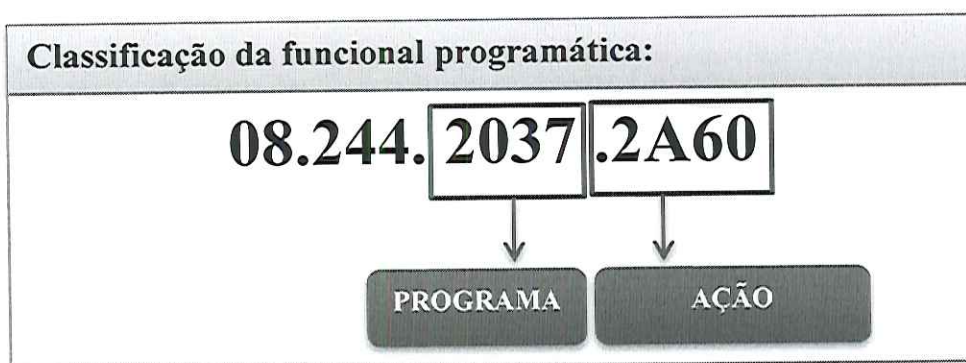 Classificação da funcional programática:
08.244. 2037 .2A60
PROGRAMA AÇÃO